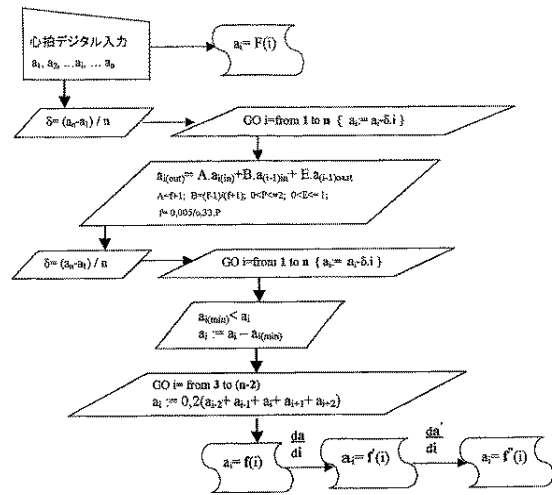 心拍デジタル入力
a₁, a₂, ...aᵢ, ... aₙ
aᵢ= F(i)
δ= (aₙ-a₁) / n
GO i=from 1 to n { aᵢ:= aᵢ-δ.i }
aᵢ₍out₎= A.aᵢ₍in₎+B.a₍i-1₎in+ E.a₍i-1₎out
A=f+1; B=(f-1)/(f+1); 0<P<=2; 0<E<=1;
f= 0,005/0,33.P
δ= (aₙ-a₁) / n
GO i=from 1 to n { aᵢ:= aᵢ-δ.i }
aᵢ₍min₎< aᵢ
aᵢ := aᵢ – aᵢ₍min₎
GO i= from 3 to (n-2)
aᵢ := 0,2(aᵢ₋₂+ aᵢ₋₁+ aᵢ+ aᵢ₊₁+ aᵢ₊₂)
aᵢ= f(i)
da
di
aᵢ= f'(i)
da'
di
aᵢ= f"(i)